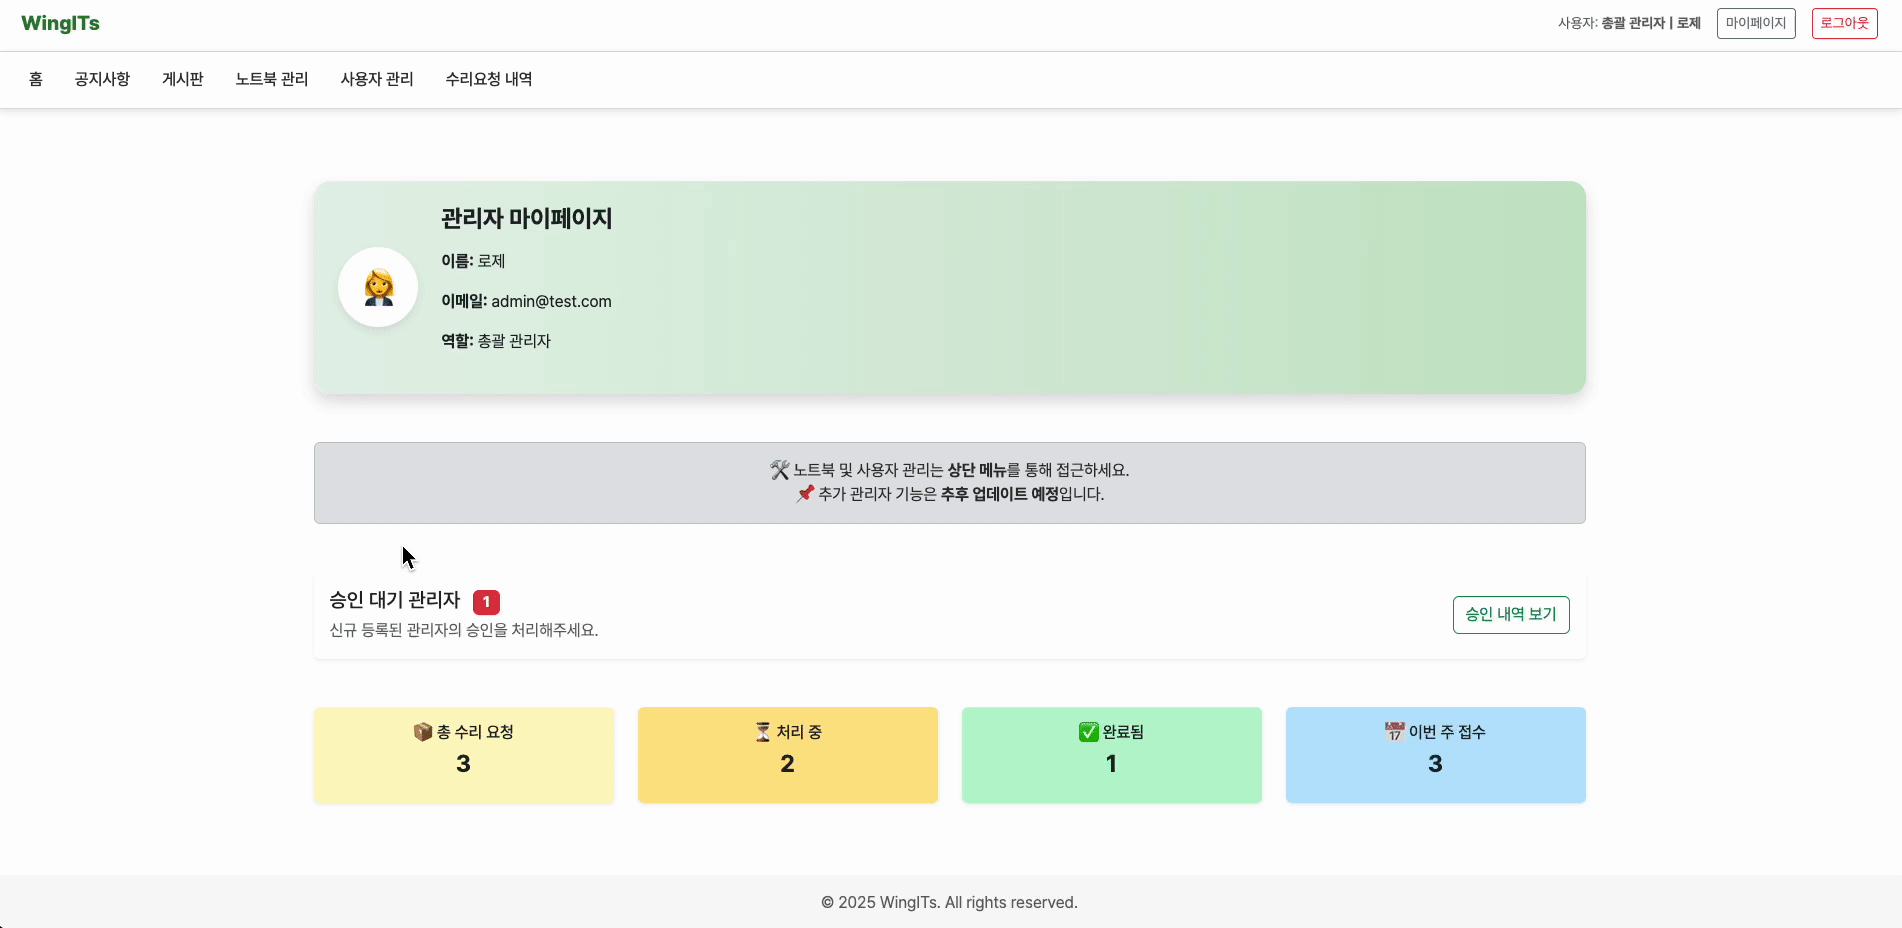 WingITs
사용자: 총괄 관리자 | 로제
마이페이지
로그아웃
홈
공지사항
게시판
노트북 관리
사용자 관리
수리요청 내역
관리자 마이페이지
이름: 로제
이메일: admin@test.com
역할: 총괄 관리자
🛠️ 노트북 및 사용자 관리는 상단 메뉴를 통해 접근하세요.
📌 추가 관리자 기능은 추후 업데이트 예정입니다.
승인 대기 관리자 1
신규 등록된 관리자의 승인을 처리해주세요.
승인 내역 보기
📦 총 수리 요청
3
⏳ 처리 중
2
✅ 완료됨
1
📅 이번 주 접수
3
© 2025 WingITs. All rights reserved.